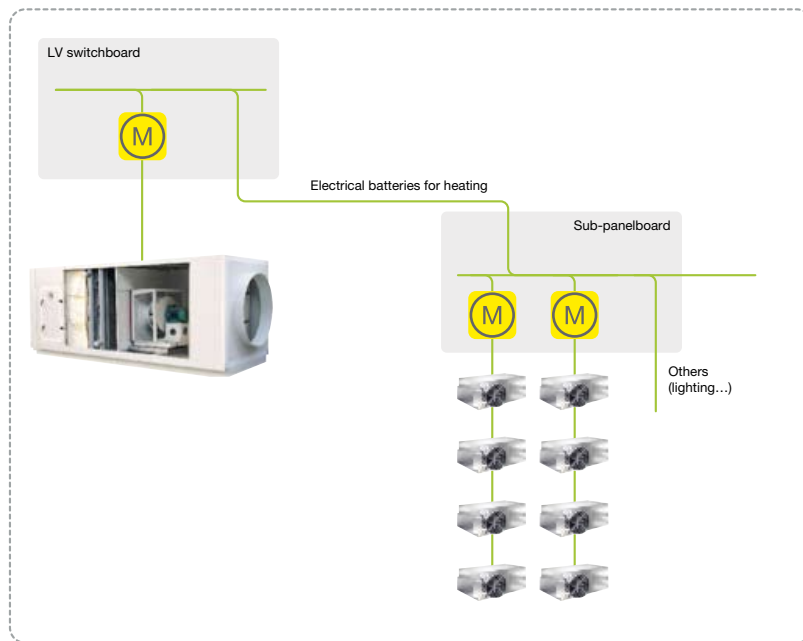 LV switchboard
M
Electrical batteries for heating
Sub-panelboard
M
M
Others
(lighting…)